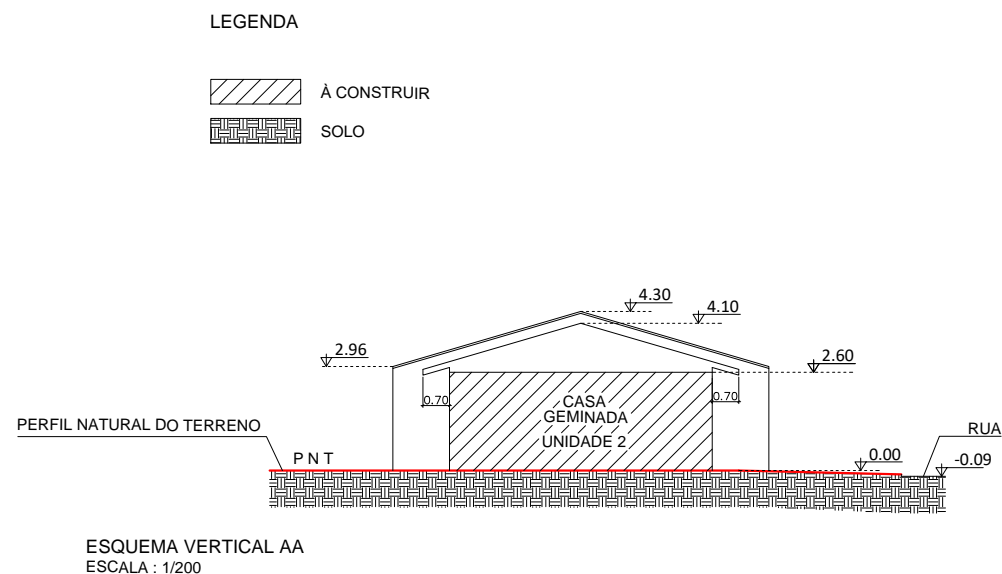 LEGENDA
À CONSTRUIR
SOLO
4.30
4.10
2.96
2.60
0.70
0.70
CASA
GEMINADA
UNIDADE 2
PERFIL NATURAL DO TERRENO
RUA
P N T
0.00
-0.09
ESQUEMA VERTICAL AA
ESCALA : 1/200